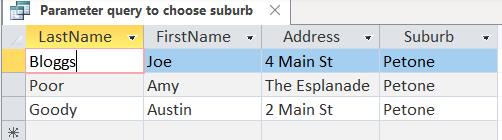 Parameter query to choose suburb
LastName FirstName Address Suburb
Bloggs Joe 4 Main St Petone
Poor Amy The Esplanade Petone
Goody Austin 2 Main St Petone